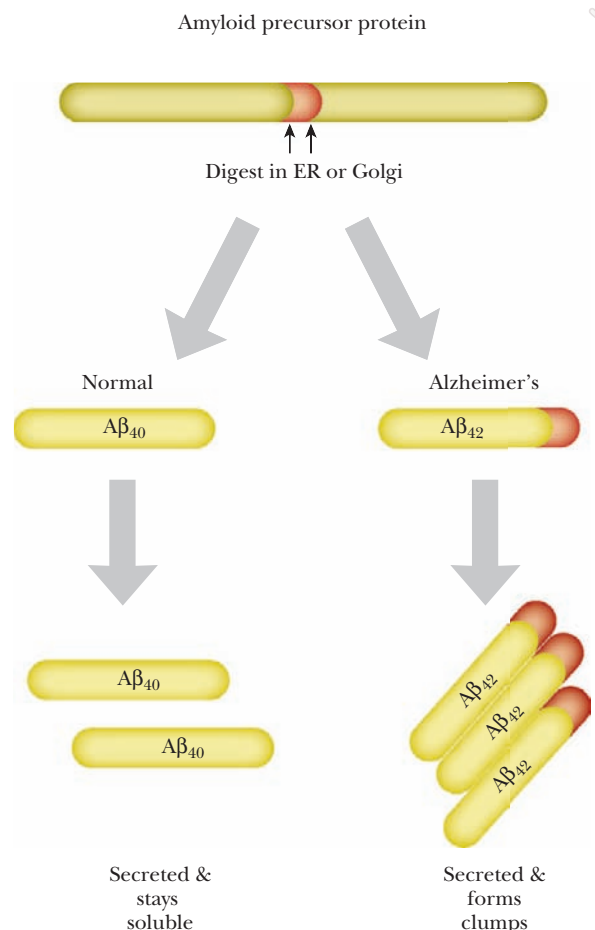 Amyloid precursor protein
Digest in ER or Golgi
Normal
Alzheimer's
Aβ40
Aβ42
Aβ40
Aβ40
Aβ42
Aβ42
Aβ42
Secreted &
stays
soluble
Secreted &
forms
clumps